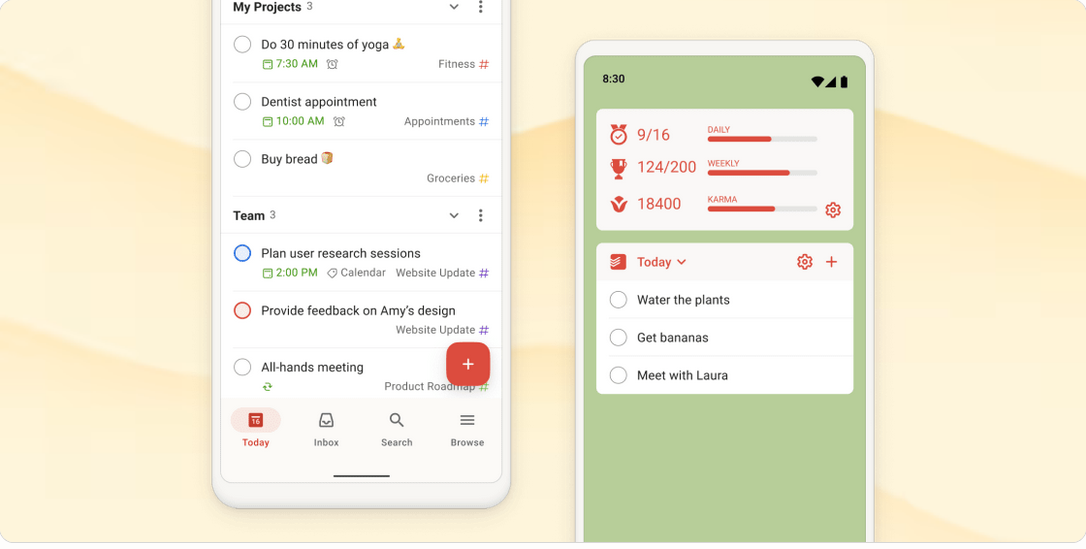 My Projects 3
Do 30 minutes of yoga 🙏
7:30 AM Fitness #
Dentist appointment
10:00 AM Appointments #
Buy bread 🍞
Groceries #
Team 3
Plan user research sessions
2:00 PM Calendar Website Update #
Provide feedback on Amy’s design
Website Update #
All-hands meeting
Product Roadmap #
+
16
Today Inbox Search Browse
8:30
9/16 DAILY
124/200 WEEKLY
18400 KARMA
Today +
Water the plants
Get bananas
Meet with Laura